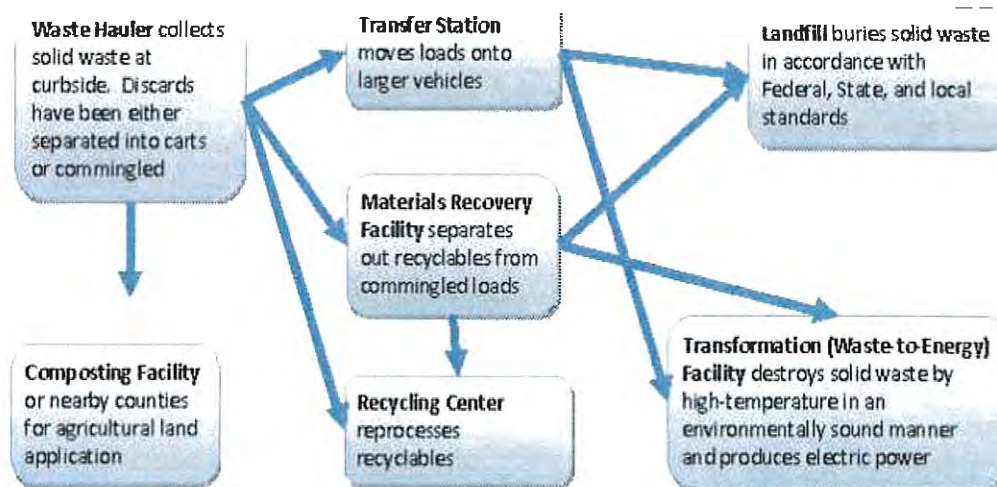 Waste Hauler collects
solid waste at
curbside. Discards
have been either
separated into carts
or commingled
Transfer Station
moves loads onto
larger vehicles
Landfill buries solid waste
in accordance with
Federal, State, and local
standards
Materials Recovery
Facility separates
out recyclables from
commingled loads
Composting Facility
or nearby counties
for agricultural land
application
Recycling Center
reprocesses
recyclables
Transformation (Waste-to-Energy)
Facility destroys solid waste by
high-temperature in an
environmentally sound manner
and produces electric power